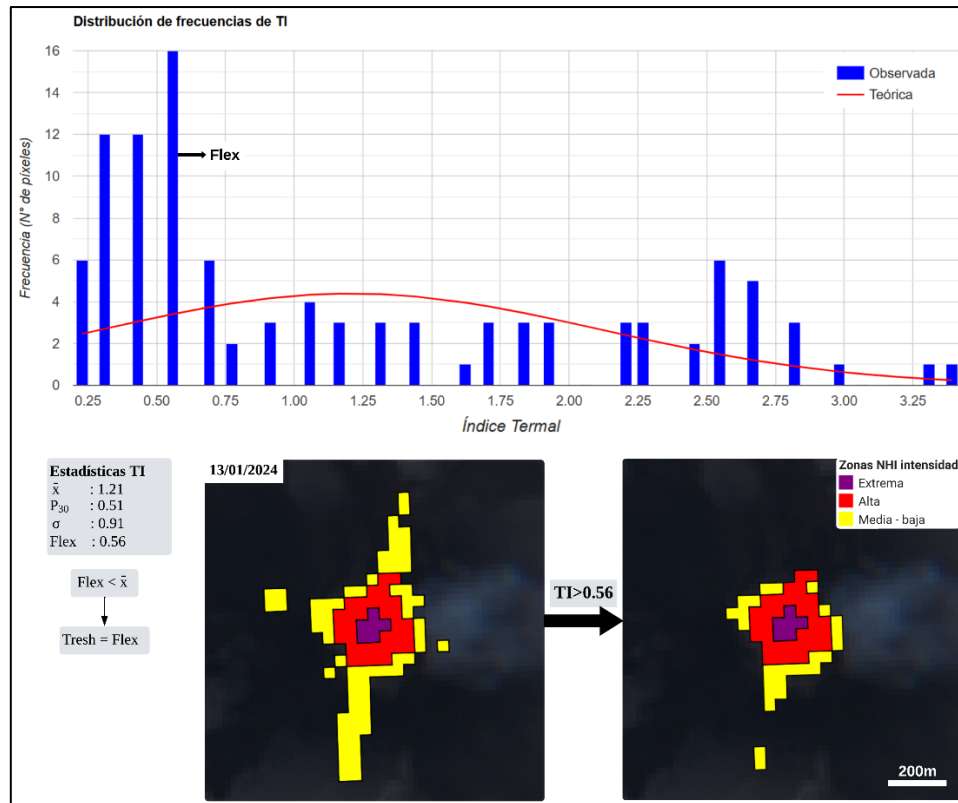 Distribución de frecuencias de TI
Frecuencia (N° de píxeles)
16
14
12
10
8
6
4
2
0
Observada
Teórica
Flex
0.25 0.50 0.75 1.00 1.25 1.50 1.75 2.00 2.25 2.50 2.75 3.00 3.25
Índice Termal
Estadísticas TI
x̄ : 1.21
P30 : 0.51
σ : 0.91
Flex : 0.56
Flex < x̄
Tresh = Flex
13/01/2024
TI>0.56
Zonas NHI intensidad
Extrema
Alta
Media - baja
200m